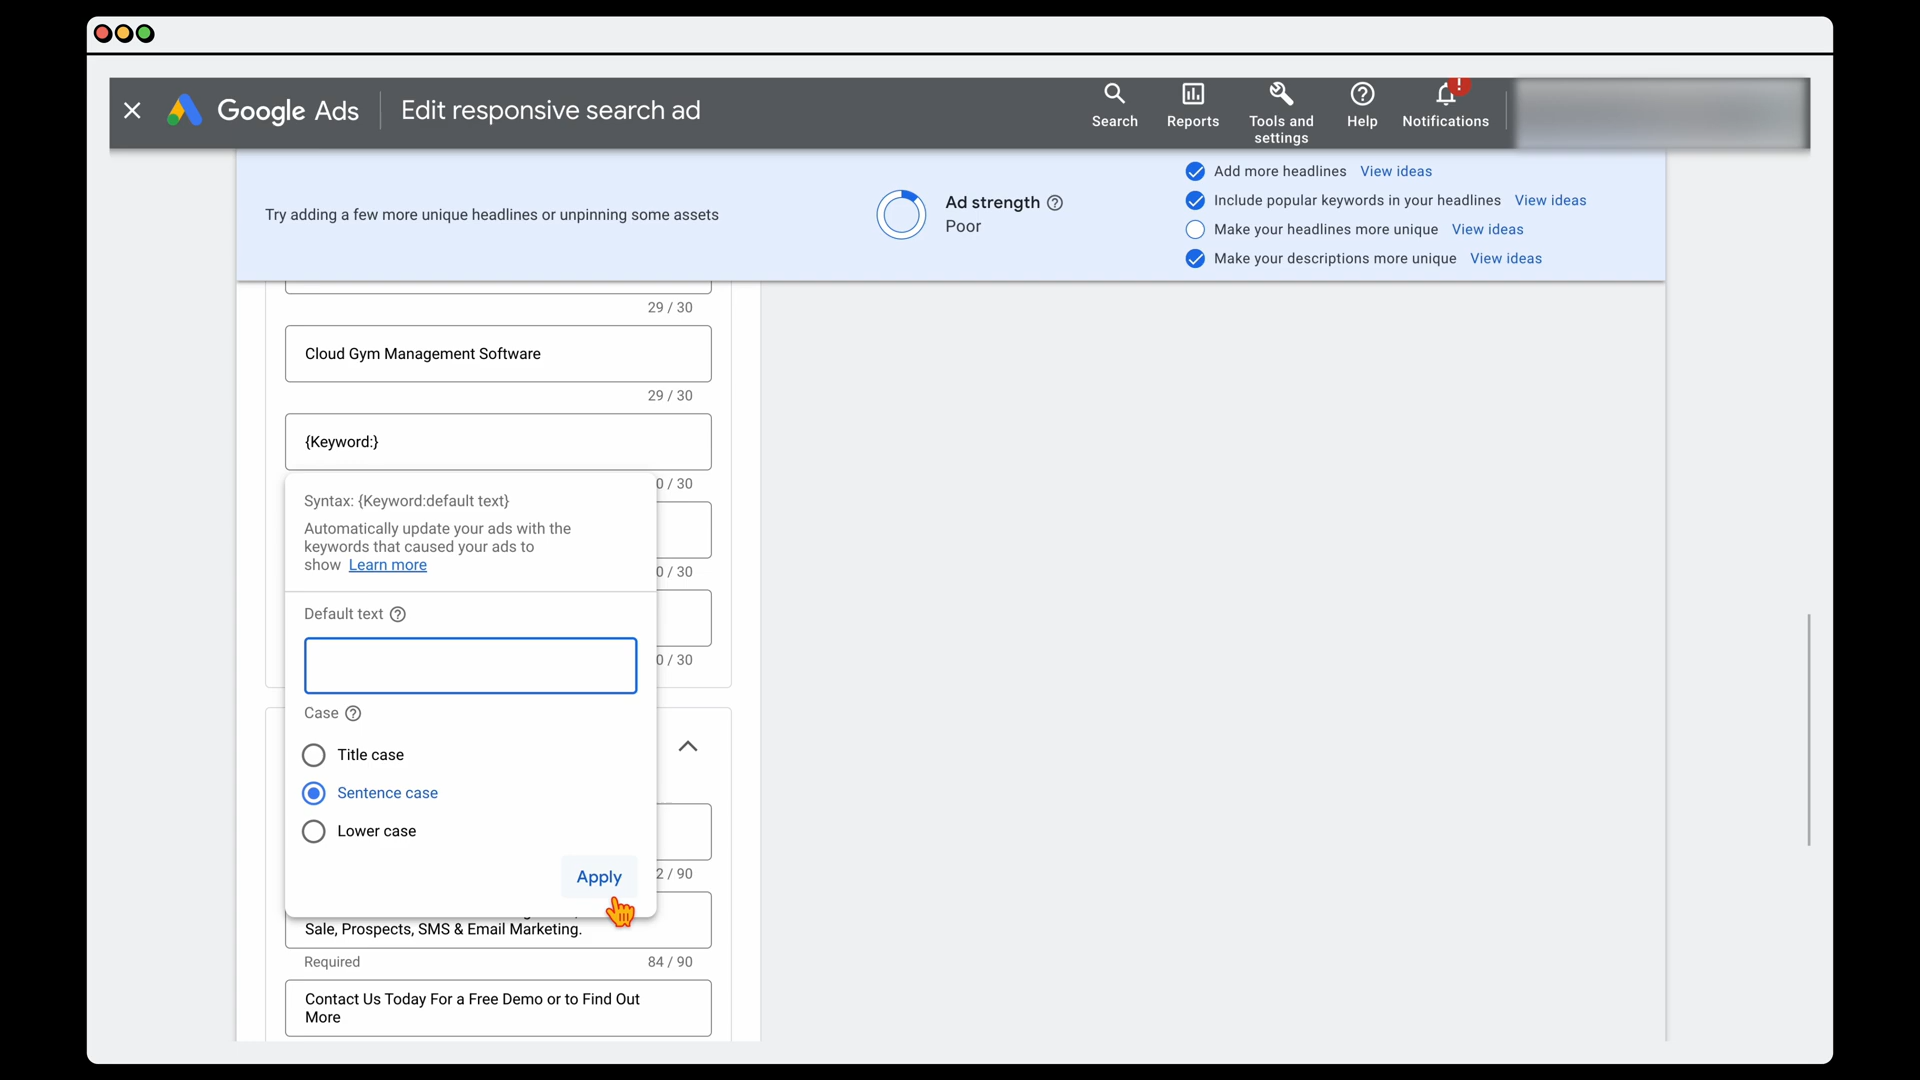 Google Ads
Edit responsive search ad
Search
Reports
Tools and
settings
Help
!
Notifications
Try adding a few more unique headlines or unpinning some assets
Ad strength
Poor
Add more headlines View ideas
Include popular keywords in your headlines View ideas
Make your headlines more unique View ideas
Make your descriptions more unique View ideas
29 / 30
Cloud Gym Management Software
29 / 30
{Keyword:}
0 / 30
Syntax: {Keyword:default text}
Automatically update your ads with the
keywords that caused your ads to
show Learn more
0 / 30
Default text
0 / 30
Case
Title case
Sentence case
Lower case
Apply
2 / 90
Sale, Prospects, SMS & Email Marketing.
Required
84 / 90
Contact Us Today For a Free Demo or to Find Out
More